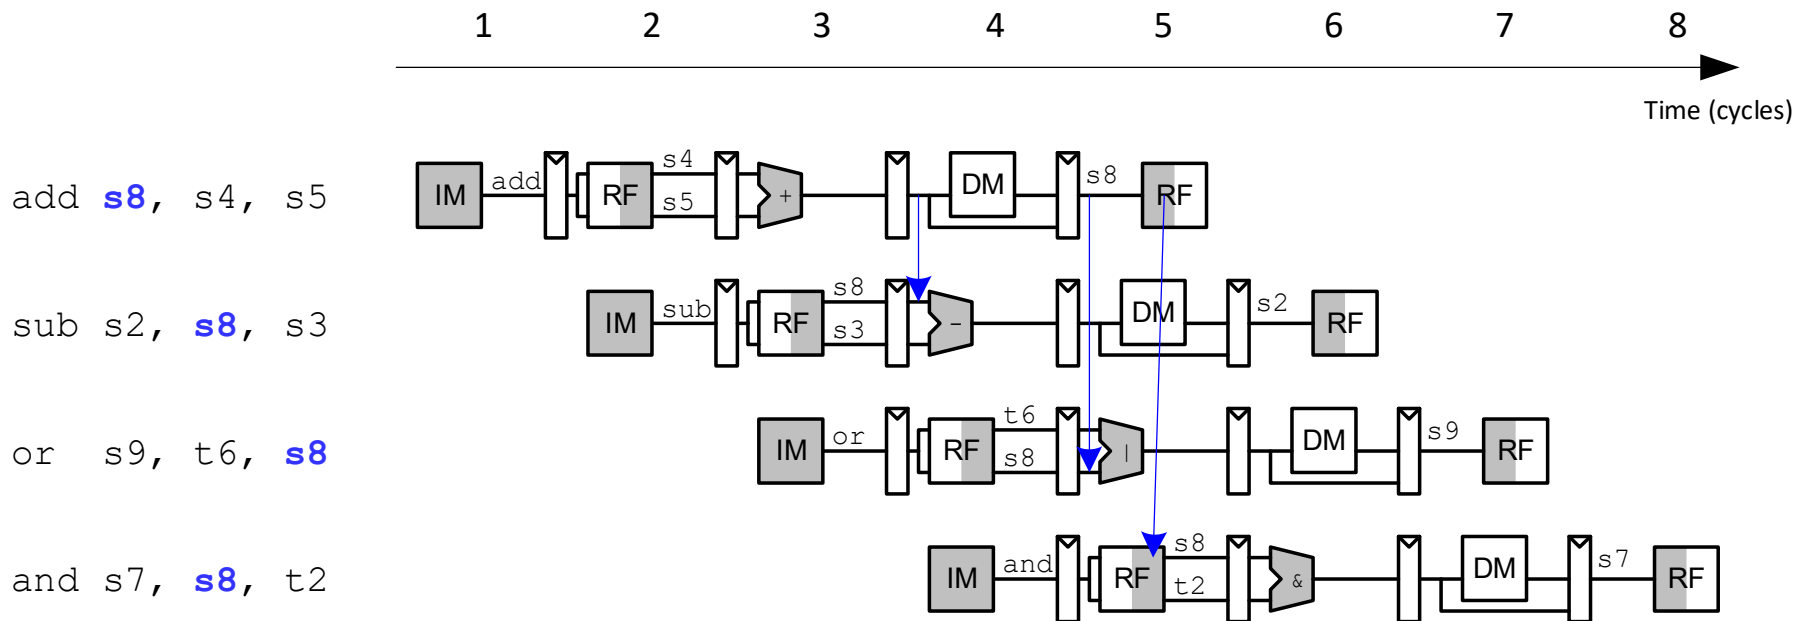 1 2 3 4 5 6 7 8
Time (cycles)
add s8, s4, s5 IM add RF s4 s5 + DM s8 RF
sub s2, s8, s3 IM sub RF s8 s3 - DM s2 RF
or s9, t6, s8 IM or RF t6 s8 | DM s9 RF
and s7, s8, t2 IM and RF s8 t2 & DM s7 RF